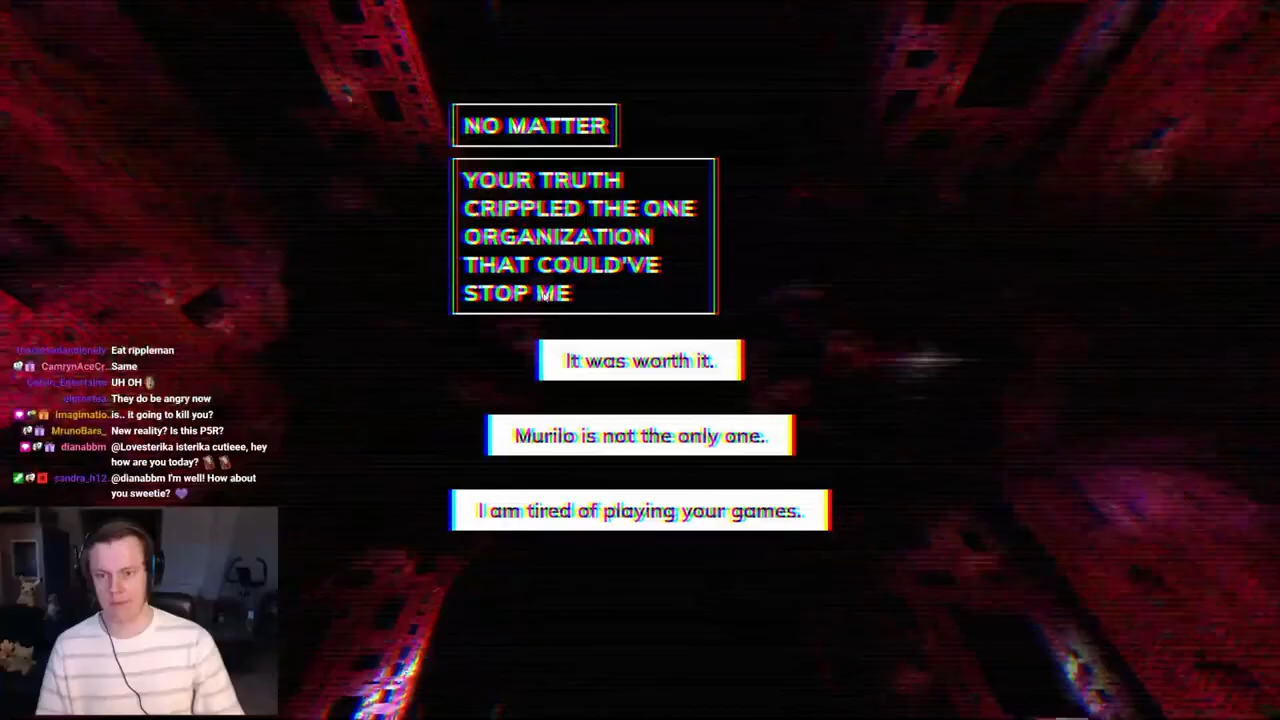 NO MATTER
YOUR TRUTH
CRIPPLED THE ONE
ORGANIZATION
THAT COULD'VE
STOP ME
It was worth it.
Murilo is not the only one.
I am tired of playing your games.
Eat rippleman
CamrynAceCr.. Same
UH OH
They do be angry now
imaginatio.. is.. it going to kill you?
MrunoBars_ New reality? Is this P5R?
dianabbm @Lovesterika isterika cutieee, hey
how are you today?
sandra_h12.. @dianabbm I'm well! How about
you sweetie?